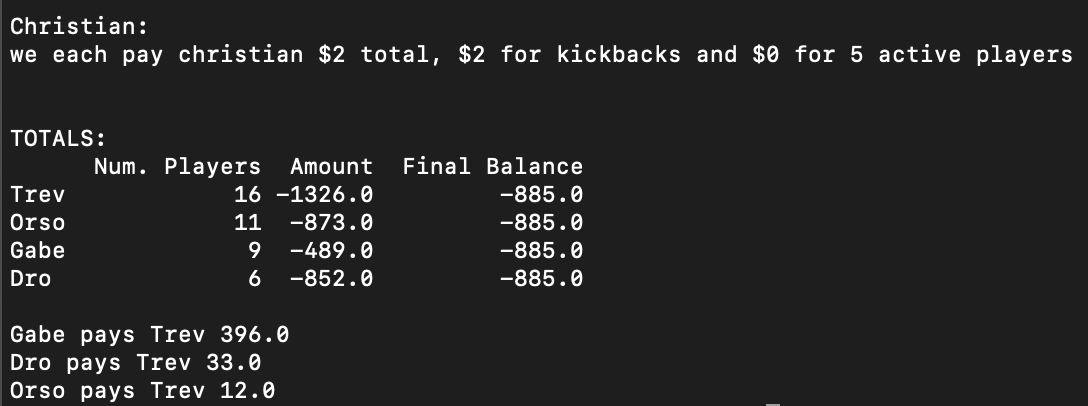 Christian:
we each pay christian $2 total, $2 for kickbacks and $0 for 5 active players
TOTALS:
Num. Players Amount Final Balance
Trev 16 -1326.0 -885.0
Orso 11 -873.0 -885.0
Gabe 9 -489.0 -885.0
Dro 6 -852.0 -885.0
Gabe pays Trev 396.0
Dro pays Trev 33.0
Orso pays Trev 12.0